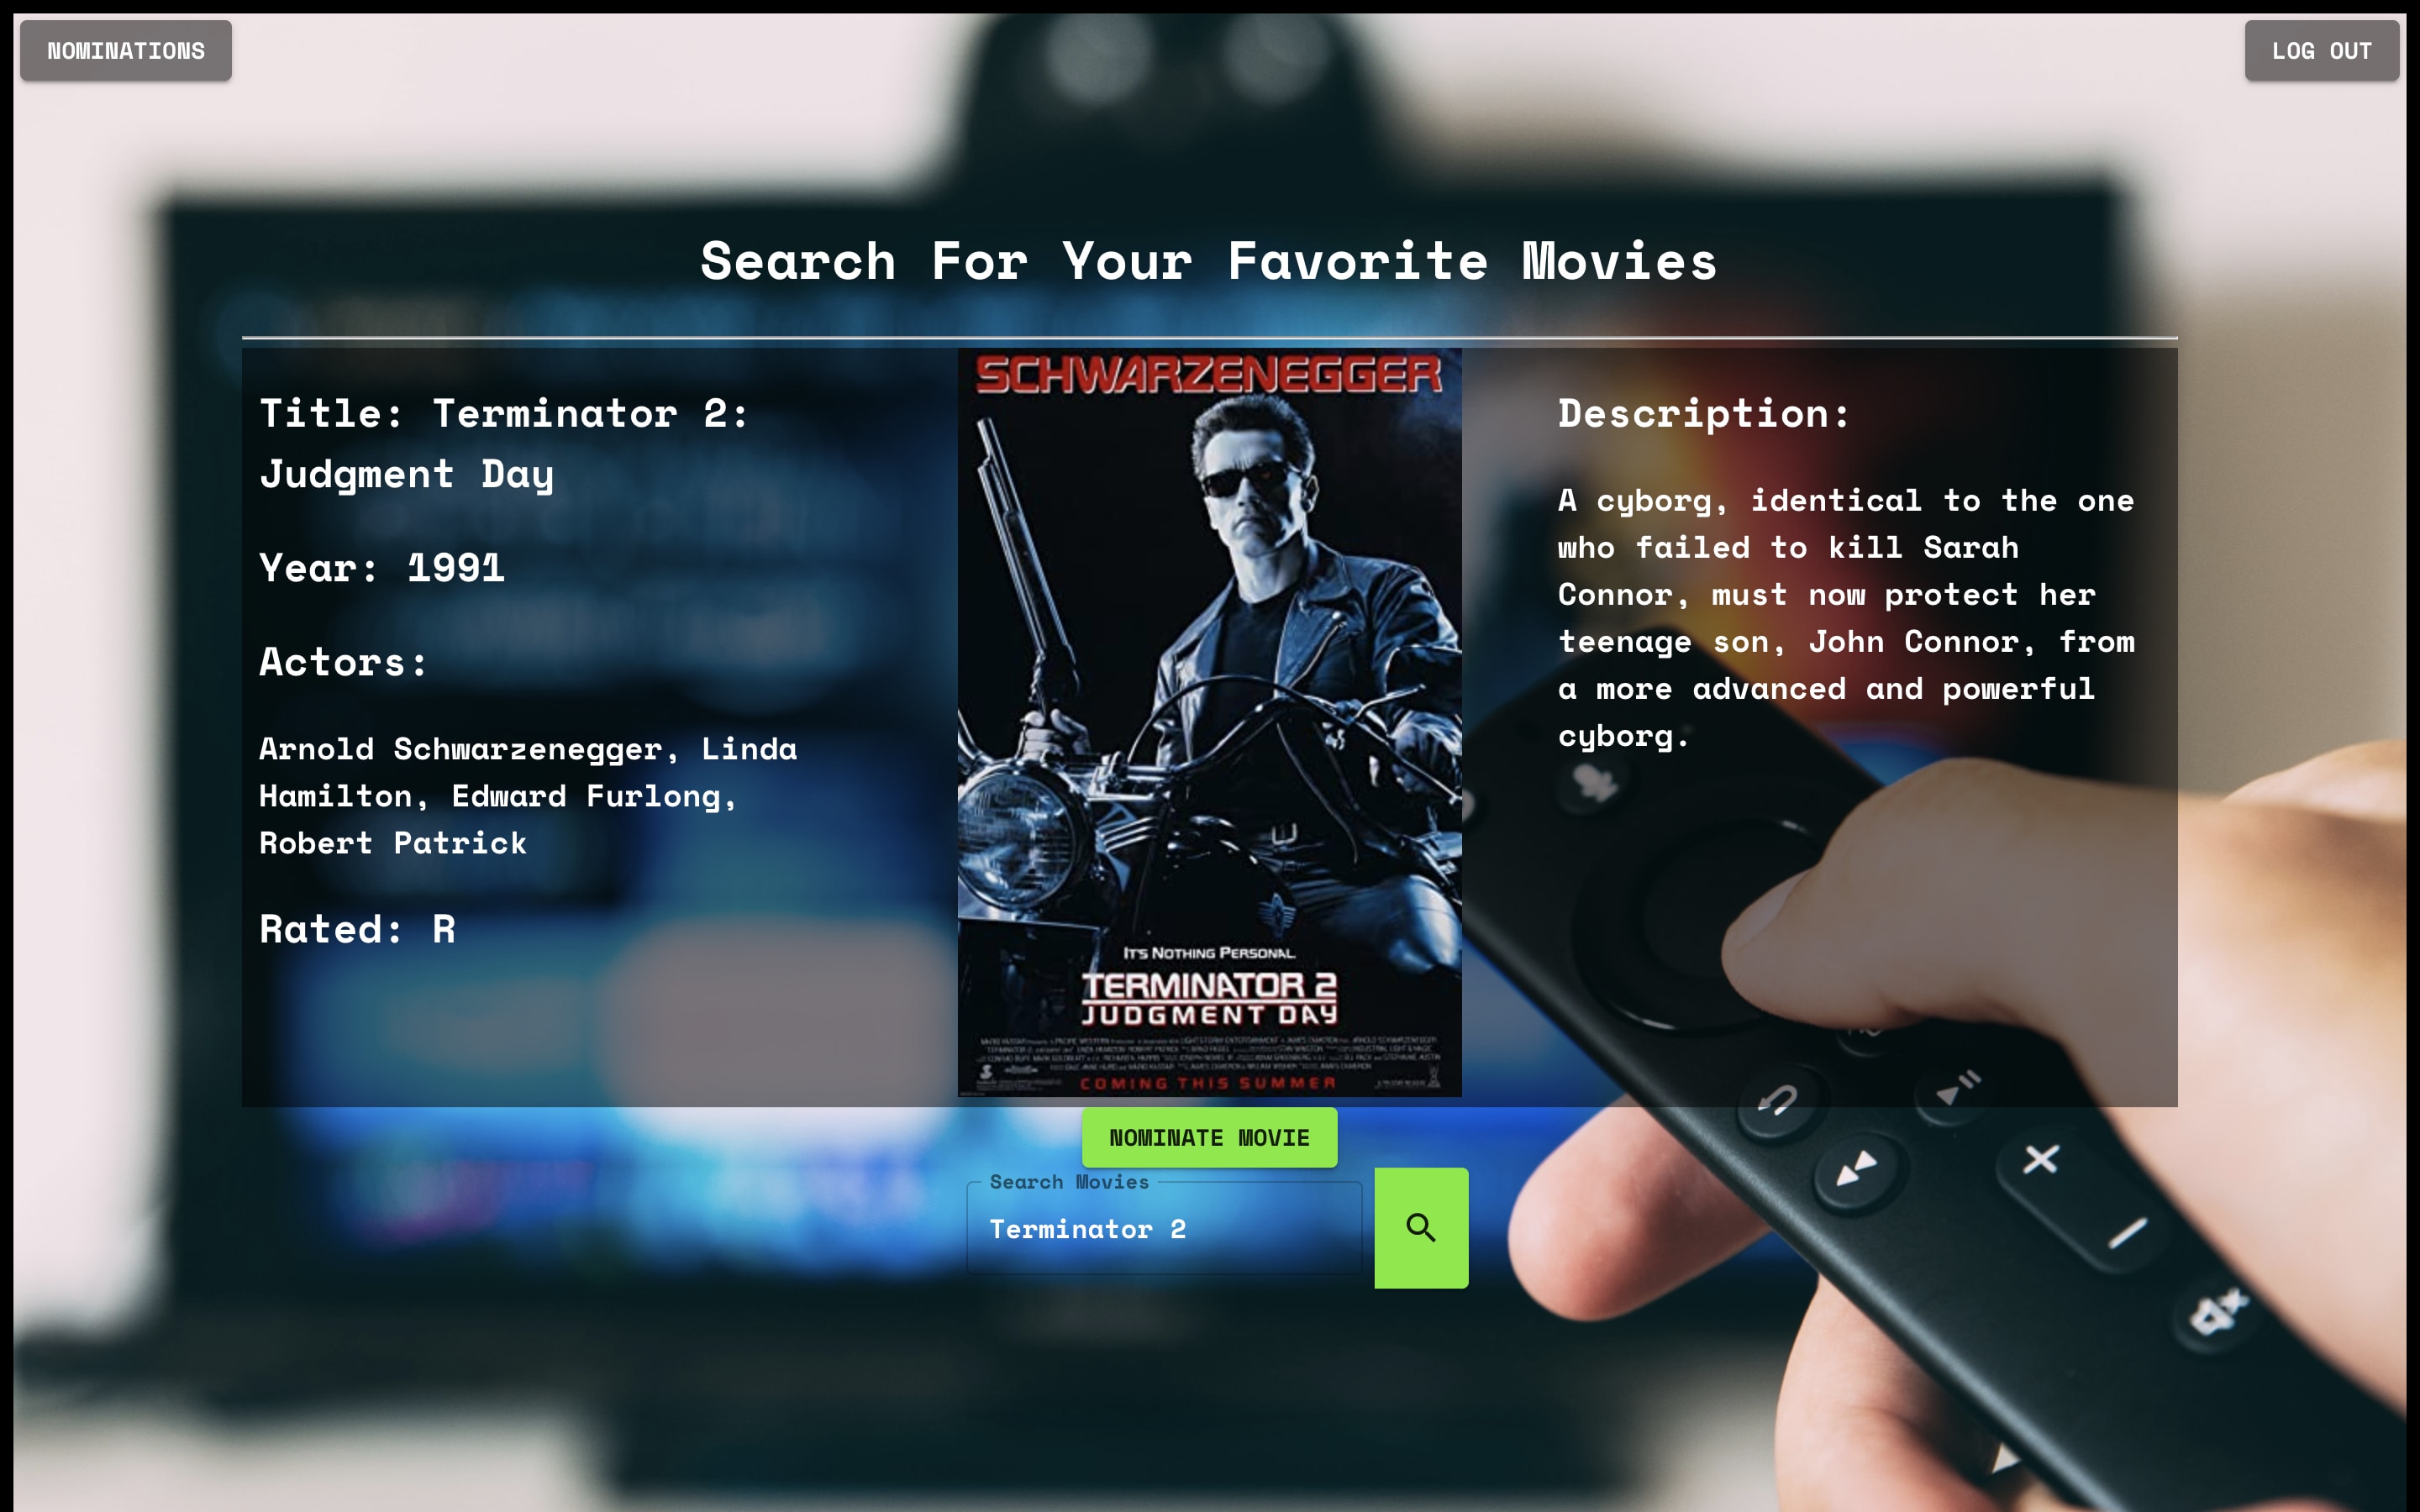 NOMINATIONS
LOG OUT
Search For Your Favorite Movies
Title: Terminator 2:
Judgment Day
Year: 1991
Actors:
Arnold Schwarzenegger, Linda
Hamilton, Edward Furlong,
Robert Patrick
Rated: R
SCHWARZENEGGER
IT'S NOTHING PERSONAL.
TERMINATOR 2
JUDGMENT DAY
COMING THIS SUMMER
Description:
A cyborg, identical to the one
who failed to kill Sarah
Connor, must now protect her
teenage son, John Connor, from
a more advanced and powerful
cyborg.
NOMINATE MOVIE
Search Movies
Terminator 2